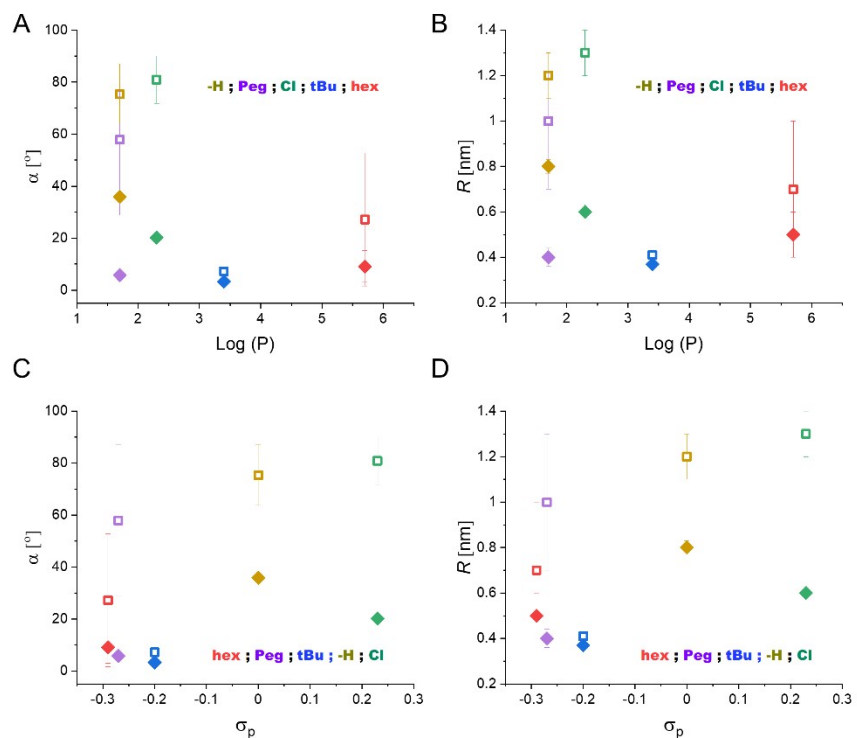 A
α [°]
100
80
60
40
20
0
-H ; Peg ; Cl ; tBu ; hex
1 2 3 4 5 6
Log (P)
B
R [nm]
1.4
1.2
1
0.8
0.6
0.4
0.2
-H ; Peg ; Cl ; tBu ; hex
1 2 3 4 5 6
Log (P)
C
α [°]
100
80
60
40
20
0
hex ; Peg ; tBu ; -H ; Cl
-0.3 -0.2 -0.1 0 0.1 0.2 0.3
σp
D
R [nm]
1.4
1.2
1
0.8
0.6
0.4
0.2
hex ; Peg ; tBu ; -H ; Cl
-0.3 -0.2 -0.1 0 0.1 0.2 0.3
σp